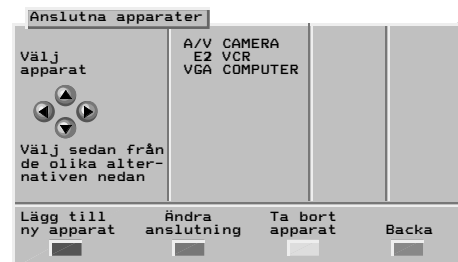 Anslutna apparater
Välj
apparat
A/V CAMERA
E2 VCR
VGA COMPUTER
Välj sedan från
de olika alter-
nativen nedan
Lägg till
ny apparat
Ändra
anslutning
Ta bort
apparat
Backa